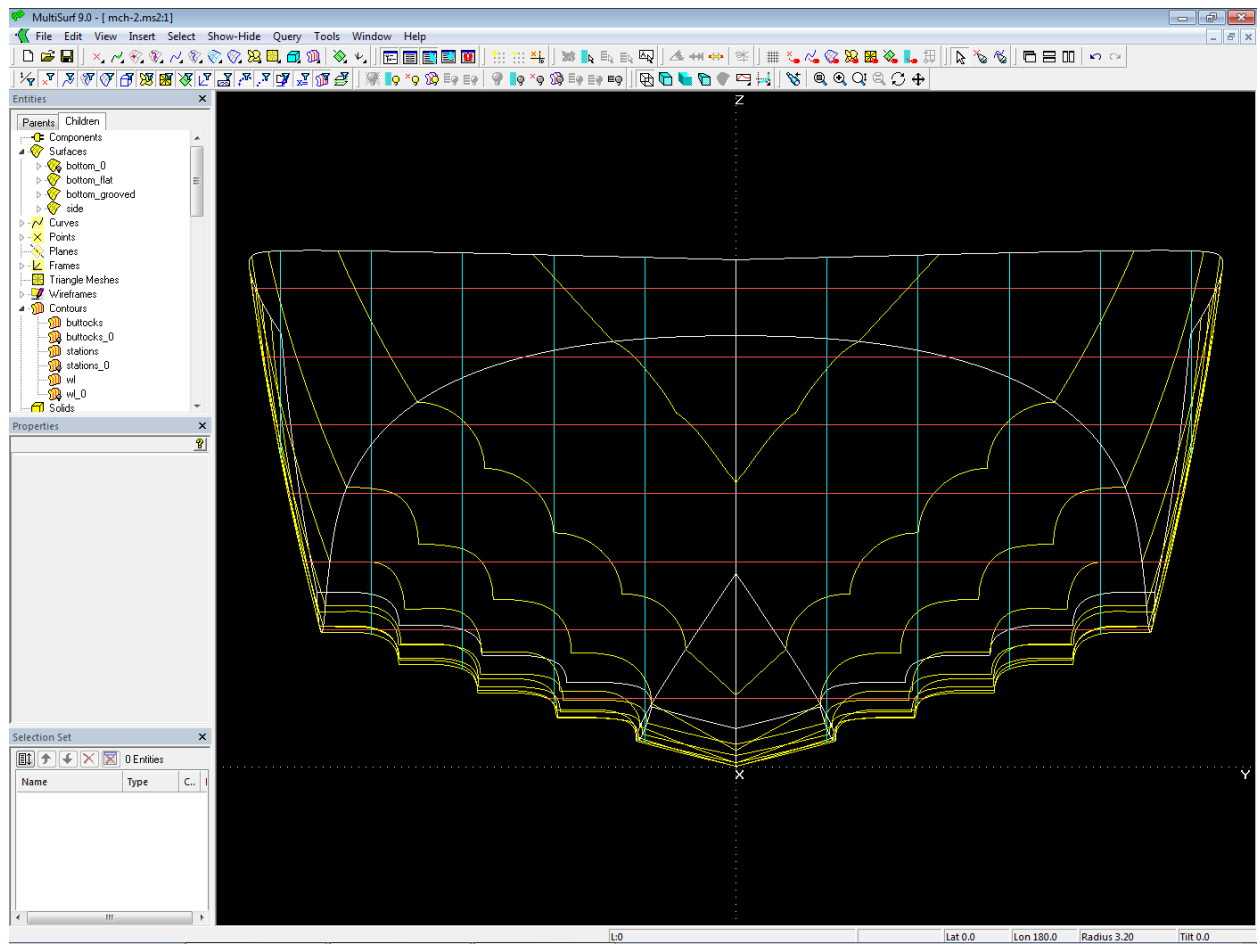 MultiSurf 9.0 - [ mch-2.ms2:1]
File Edit View Insert Select Show-Hide Query Tools Window Help
Entities
Parents Children
Components
Surfaces
bottom_0
bottom_flat
bottom_grooved
side
Curves
Points
Planes
Frames
Triangle Meshes
Wireframes
Contours
buttocks
buttocks_0
stations
stations_0
wl
wl_0
Solids
Properties
Selection Set
0 Entities
Name Type C..
Z
X
Y
L:0 Lat 0.0 Lon 180.0 Radius 3.20 Tilt 0.0